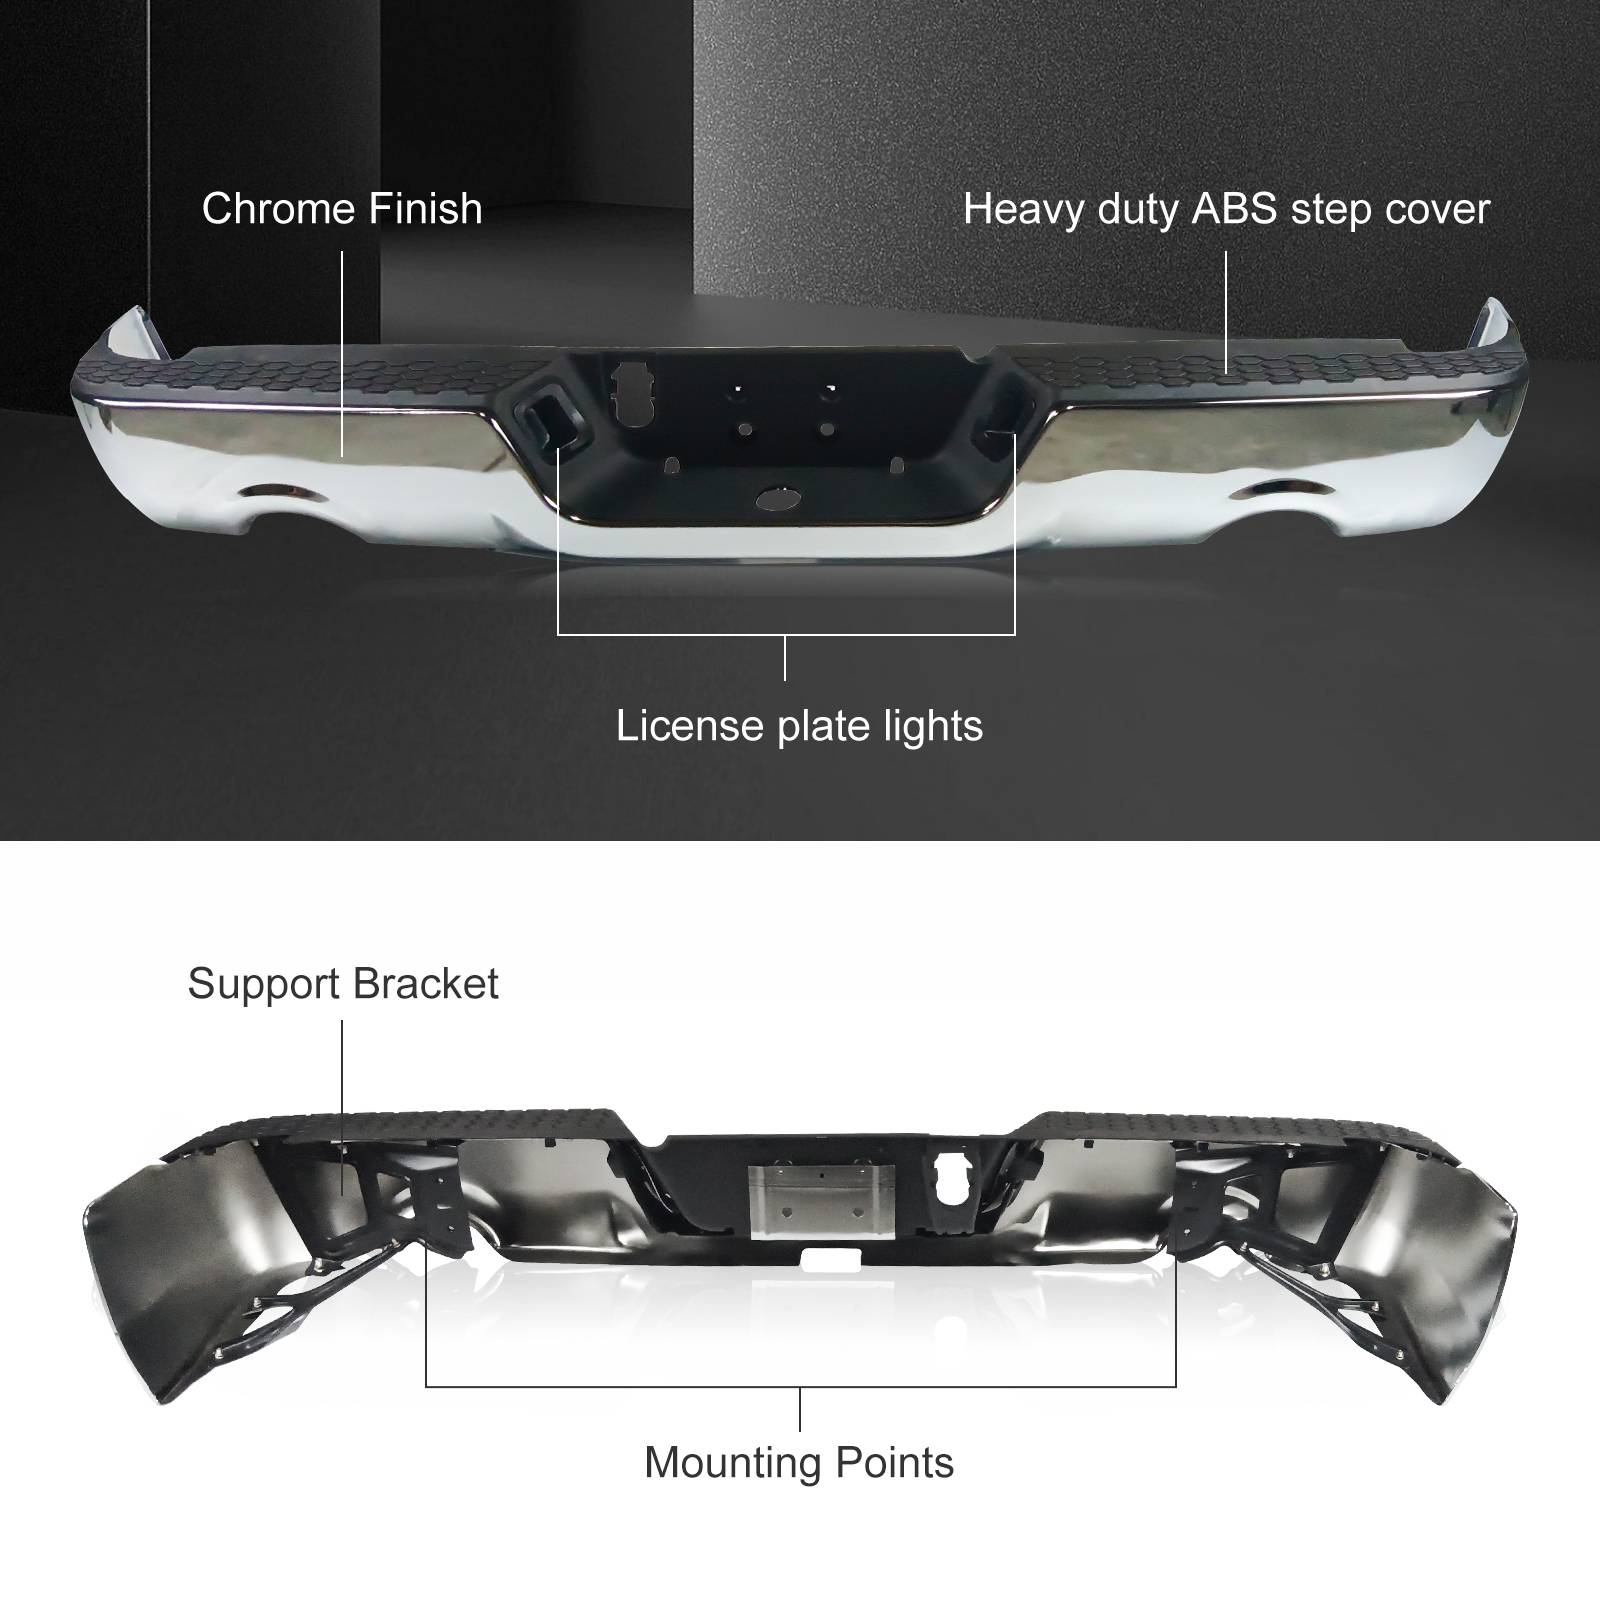 Chrome Finish
Heavy duty ABS step cover
License plate lights
Support Bracket
Mounting Points